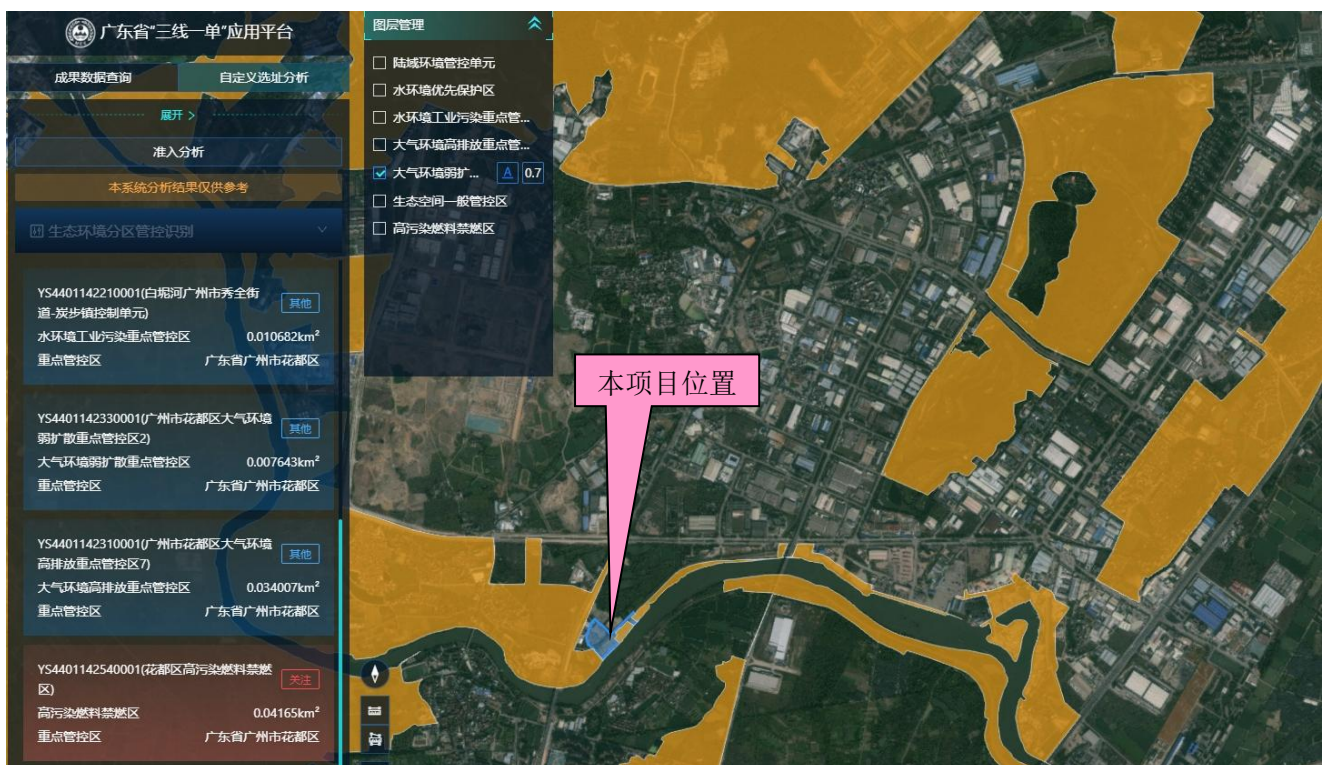 广东省"三线一单"应用平台
成果数据查询
自定义选址分析
展开 >
准入分析
本系统分析结果仅供参考
生态环境分区管控识别
YS4401142210001(白坭河广州市秀全街
道-炭步镇控制单元)
其他
水环境工业污染重点管控区 0.010682km²
重点管控区 广东省广州市花都区
YS4401142330001(广州市花都区大气环境
弱扩散重点管控区2)
其他
大气环境弱扩散重点管控区 0.007643km²
重点管控区 广东省广州市花都区
YS4401142310001(广州市花都区大气环境
高排放重点管控区7)
其他
大气环境高排放重点管控区 0.034007km²
重点管控区 广东省广州市花都区
YS4401142540001(花都区高污染燃料禁燃
区)
关注
高污染燃料禁燃区 0.04165km²
重点管控区 广东省广州市花都区
图层管理
陆域环境管控单元
水环境优先保护区
水环境工业污染重点管...
大气环境高排放重点管...
大气环境弱扩... A 0.7
生态空间一般管控区
高污染燃料禁燃区
本项目位置